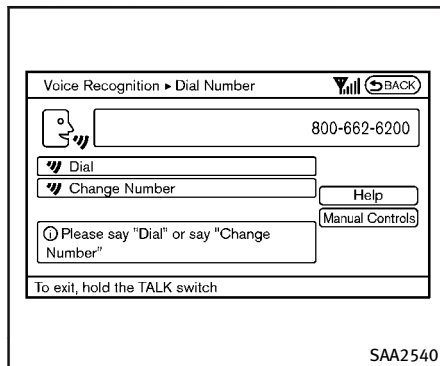 Voice Recognition ▸ Dial Number
BACK
800-662-6200
Dial
Change Number
Help
Manual Controls
Please say "Dial" or say "Change
Number"
To exit, hold the TALK switch
SAA2540